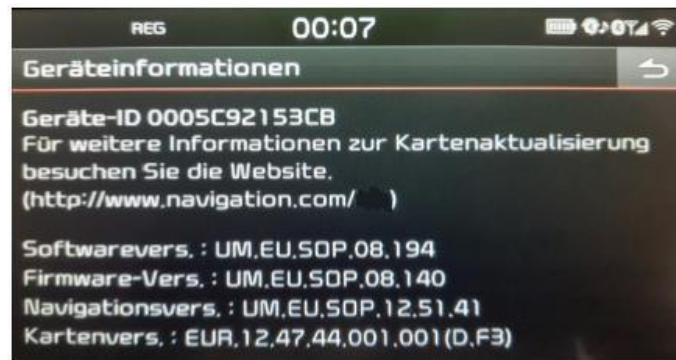 REG 00:07
Geräteinformationen
Geräte-ID 0005C92153CB
Für weitere Informationen zur Kartenaktualisierung
besuchen Sie die Website.
(http://www.navigation.com/ )
Softwarevers. : UM.EU.SOP.08.194
Firmware-Vers. : UM.EU.SOP.08.140
Navigationsvers. : UM.EU.SOP.12.51.41
Kartenvers. : EUR.12.47.44.001.001(D.F3)